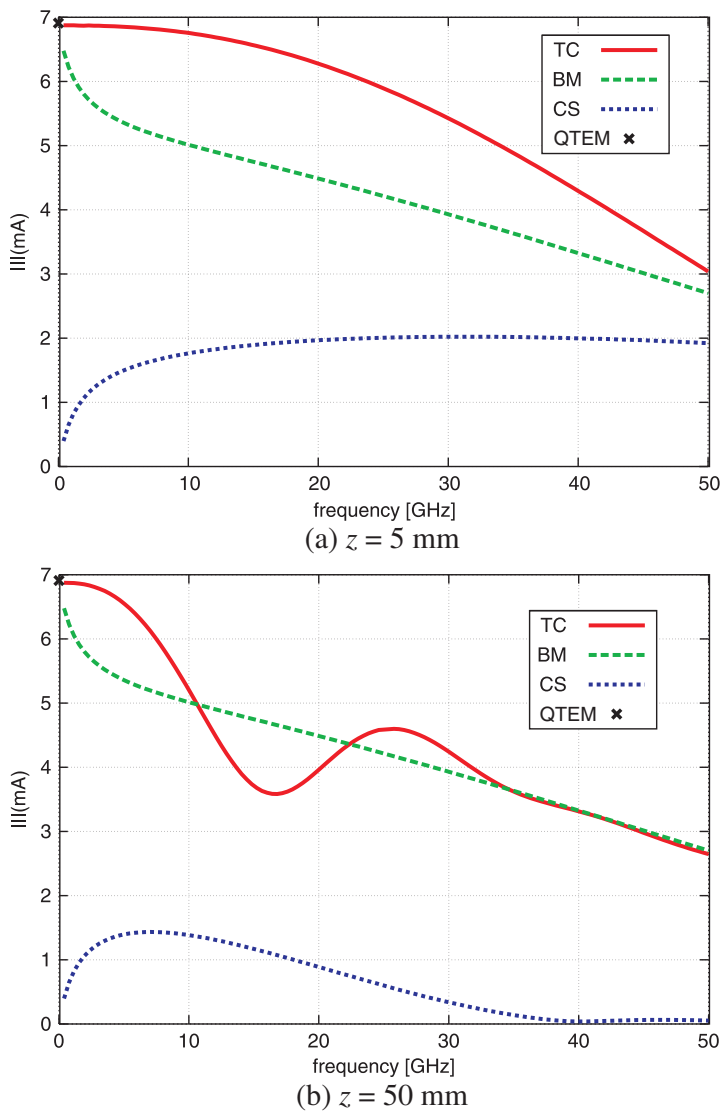 7
6
5
4
3
2
1
0
|I|(mA)
TC
BM
CS
QTEM
0 10 20 30 40 50
frequency [GHz]
(a) z = 5 mm
7
6
5
4
3
2
1
0
|I|(mA)
TC
BM
CS
QTEM
0 10 20 30 40 50
frequency [GHz]
(b) z = 50 mm